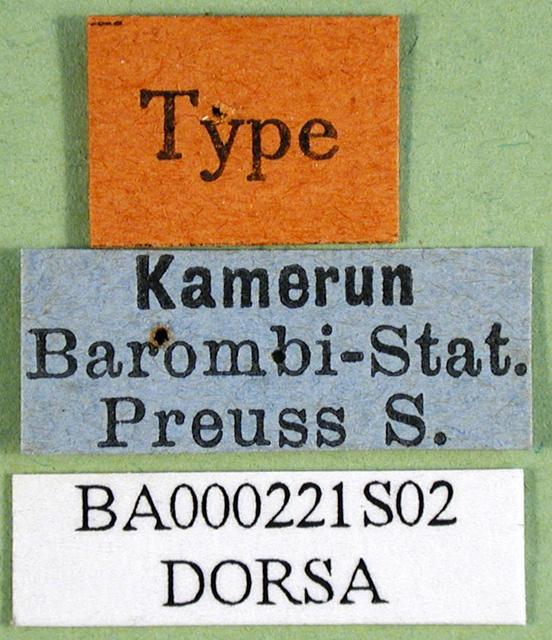 Type
Kamerun
Barombi-Stat.
Preuss S.
BA000221S02
DORSA